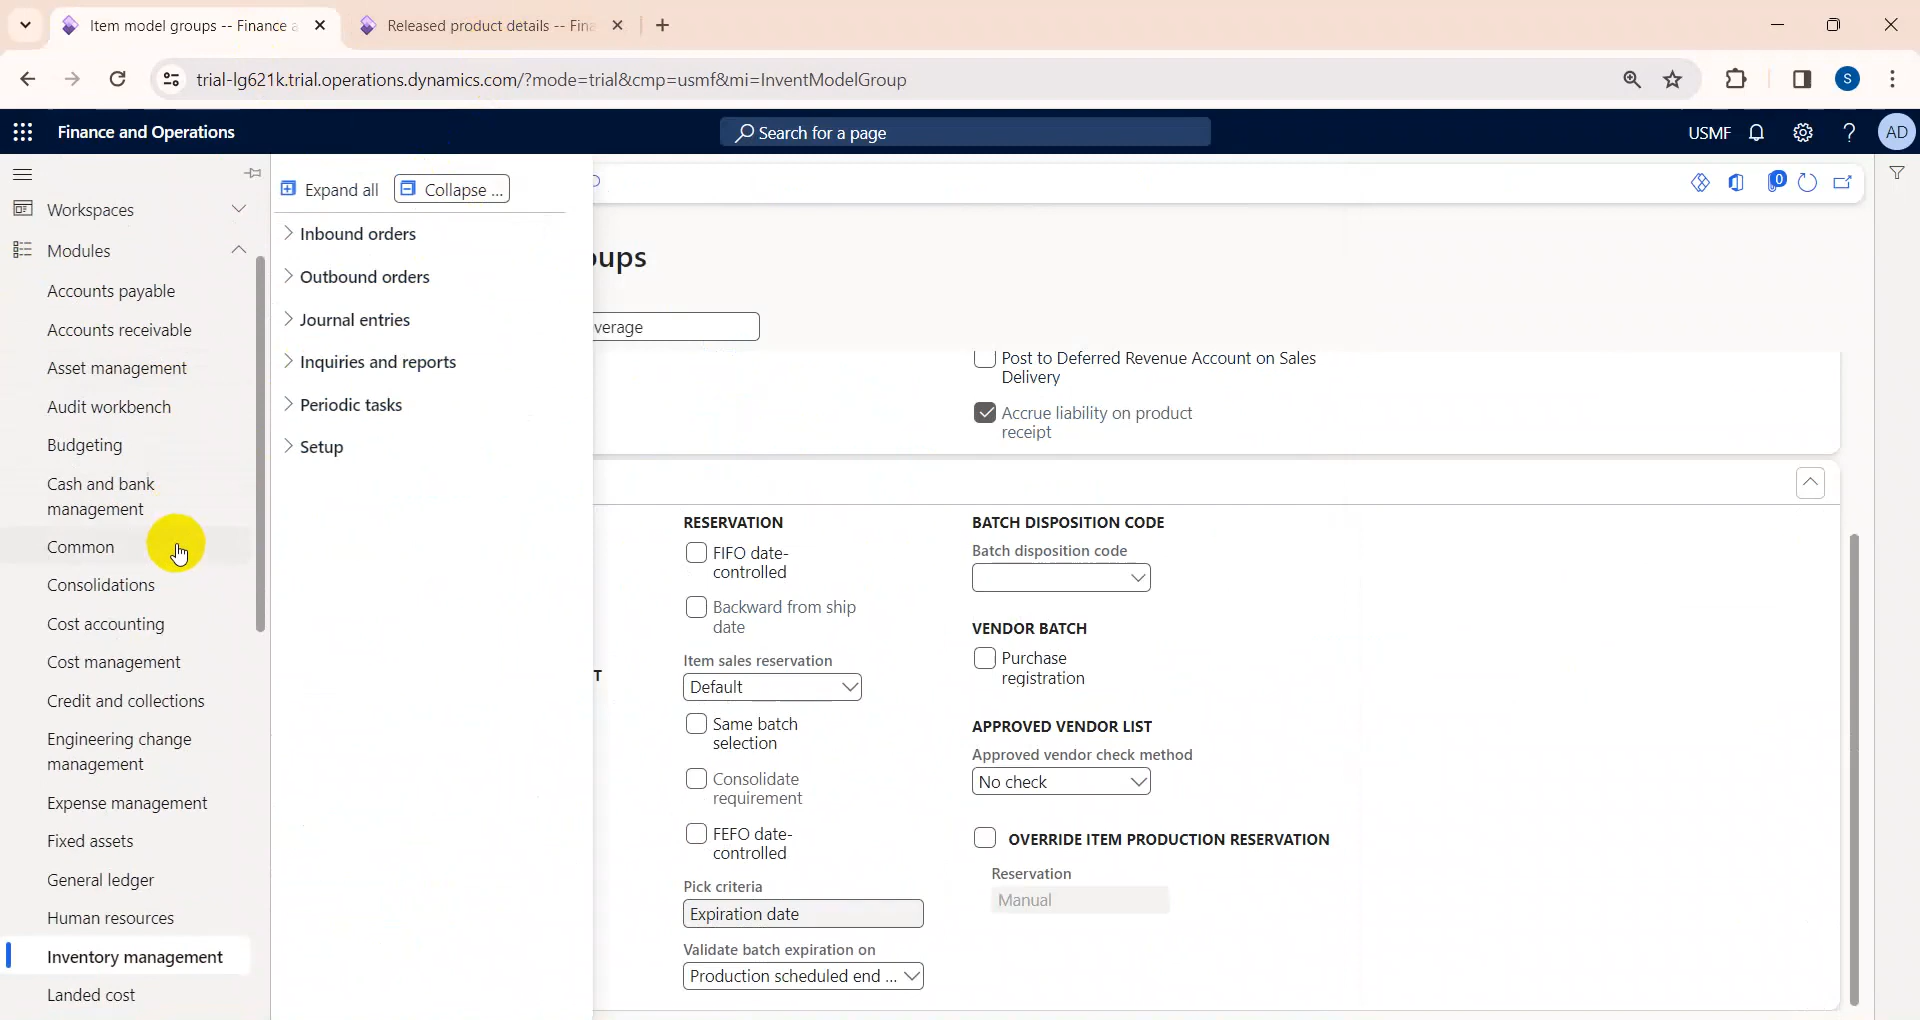 Item model groups -- Finance a
Released product details -- Fina
trial-lg621k.trial.operations.dynamics.com/?mode=trial&cmp=usmf&mi=InventModelGroup
S
Finance and Operations
Search for a page
USMF
?
AD
Workspaces
Modules
Accounts payable
Accounts receivable
Asset management
Audit workbench
Budgeting
Cash and bank
management
Common
Consolidations
Cost accounting
Cost management
Credit and collections
Engineering change
management
Expense management
Fixed assets
General ledger
Human resources
Inventory management
Landed cost
Expand all
Collapse ...
Inbound orders
Outbound orders
Journal entries
Inquiries and reports
Periodic tasks
Setup
0
oups
verage
Post to Deferred Revenue Account on Sales
Delivery
Accrue liability on product
receipt
T
RESERVATION
FIFO date-
controlled
Backward from ship
date
Item sales reservation
Default
Same batch
selection
Consolidate
requirement
FEFO date-
controlled
Pick criteria
Expiration date
Validate batch expiration on
Production scheduled end ...
BATCH DISPOSITION CODE
Batch disposition code
VENDOR BATCH
Purchase
registration
APPROVED VENDOR LIST
Approved vendor check method
No check
OVERRIDE ITEM PRODUCTION RESERVATION
Reservation
Manual